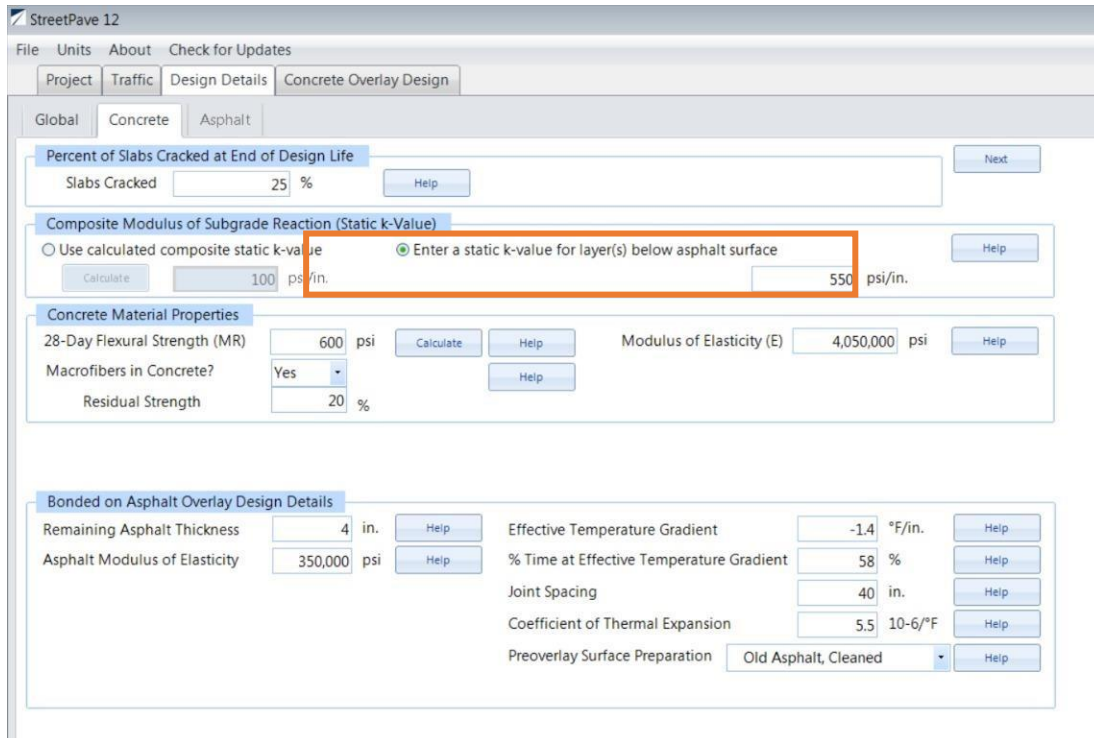 StreetPave 12
File Units About Check for Updates
Project Traffic Design Details Concrete Overlay Design
Global Concrete Asphalt
Percent of Slabs Cracked at End of Design Life
Next
Slabs Cracked 25 % Help
Composite Modulus of Subgrade Reaction (Static k-Value)
Use calculated composite static k-value Enter a static k-value for layer(s) below asphalt surface Help
Calculate 100 psi/in. 550 psi/in.
Concrete Material Properties
28-Day Flexural Strength (MR) 600 psi Calculate Help Modulus of Elasticity (E) 4,050,000 psi Help
Macrofibers in Concrete? Yes Help
Residual Strength 20 %
Bonded on Asphalt Overlay Design Details
Remaining Asphalt Thickness 4 in. Help Effective Temperature Gradient -1.4 °F/in. Help
Asphalt Modulus of Elasticity 350,000 psi Help % Time at Effective Temperature Gradient 58 % Help
Joint Spacing 40 in. Help
Coefficient of Thermal Expansion 5.5 10-6/°F Help
Preoverlay Surface Preparation Old Asphalt, Cleaned Help